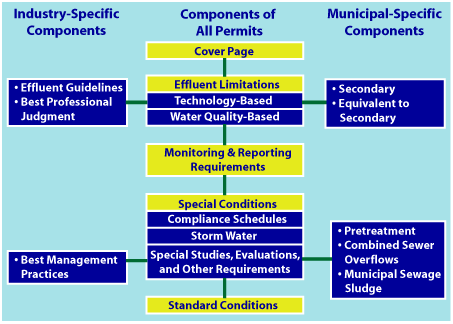 Industry-Specific
Components
Components of
All Permits
Municipal-Specific
Components
Cover Page
Effluent Limitations
Technology-Based
Water Quality-Based
• Effluent Guidelines
• Best Professional
Judgment
• Secondary
• Equivalent to
Secondary
Monitoring & Reporting
Requirements
Special Conditions
Compliance Schedules
Storm Water
Special Studies, Evaluations,
and Other Requirements
• Best Management
Practices
• Pretreatment
• Combined Sewer
Overflows
• Municipal Sewage
Sludge
Standard Conditions